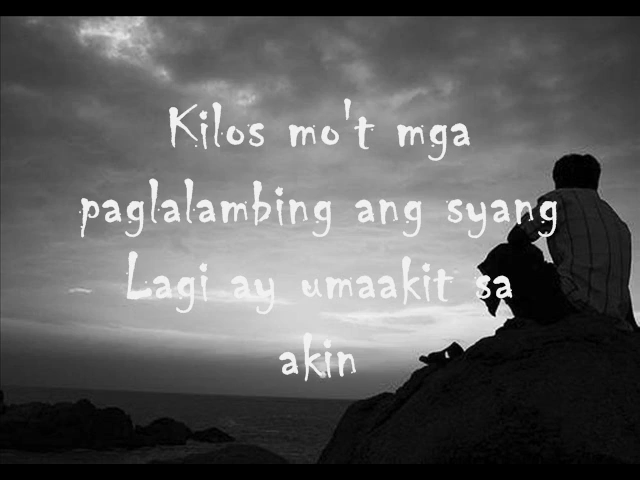 Kilos mo't mga
paglalambing ang syang
Lagi ay umaakit sa
akin